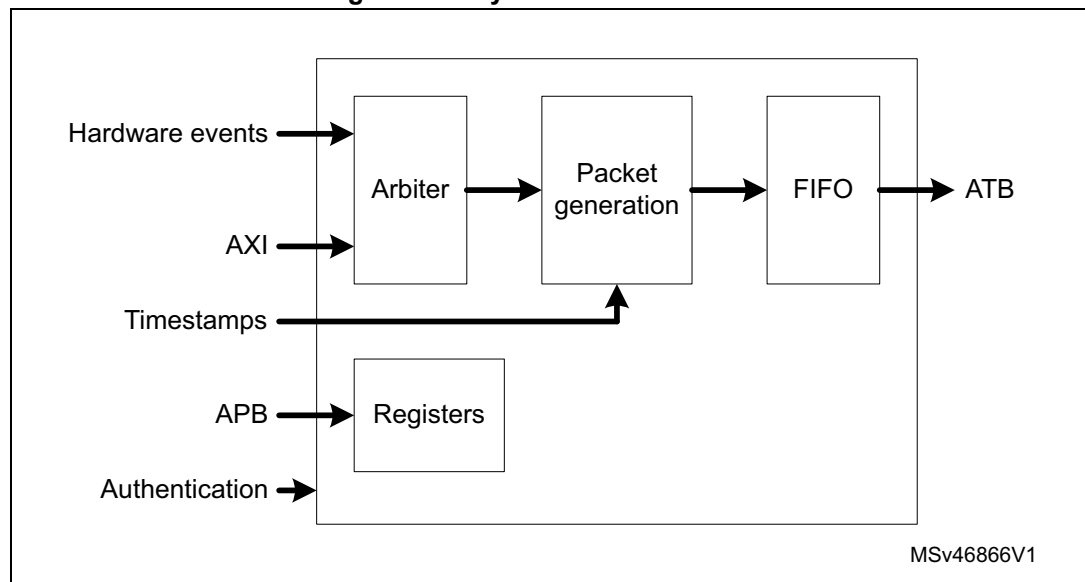 Hardware events
Arbiter
Packet
generation
FIFO
ATB
AXI
Timestamps
APB
Registers
Authentication
MSv46866V1